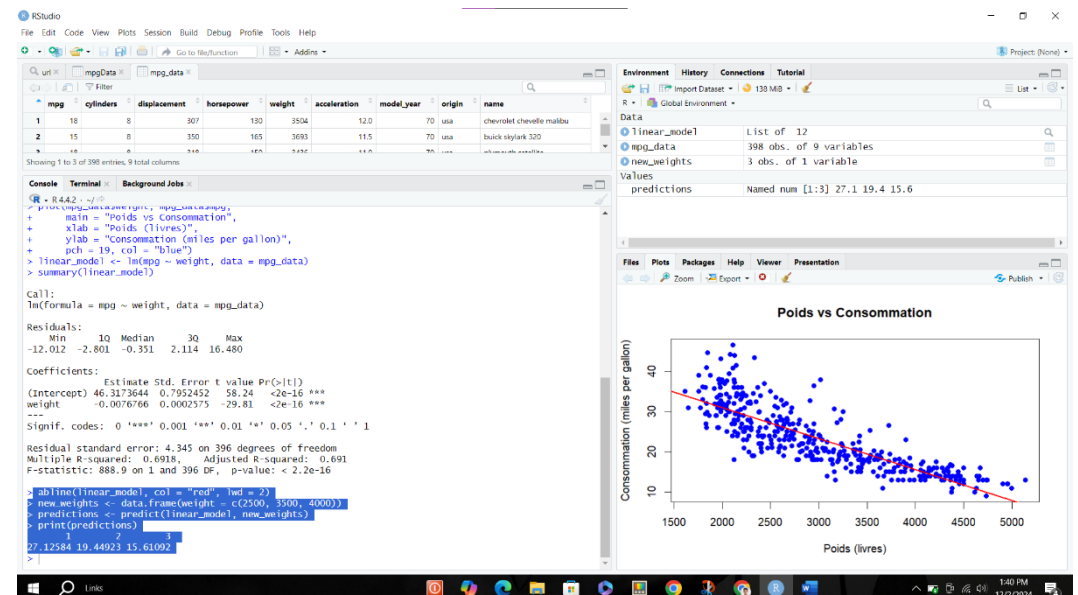 RStudio
File Edit Code View Plots Session Build Debug Profile Tools Help
Go to file/function Addins
Project: (None)
url mpgData mpg_data
Filter
mpg cylinders displacement horsepower weight acceleration model_year origin name
1 18 8 307 130 3504 12.0 70 usa chevrolet chevelle malibu
2 15 8 350 165 3693 11.5 70 buick skylark 320
Showing 1 to 3 of 398 entries, 9 total columns
Console Terminal Background Jobs
R 4.4.2 · ~/
> plot(mpg_data$weight, mpg_data$mpg,
+ main = "Poids vs Consommation",
+ xlab = "Poids (livres)",
+ ylab = "Consommation (miles per gallon)",
+ pch = 19, col = "blue")
> linear_model <- lm(mpg ~ weight, data = mpg_data)
> summary(linear_model)
Call:
lm(formula = mpg ~ weight, data = mpg_data)
Residuals:
Min 1Q Median 3Q Max
-12.012 -2.801 -0.351 2.114 16.480
Coefficients:
Estimate Std. Error t value Pr(>|t|)
(Intercept) 46.3173644 0.7952452 58.24 <2e-16 ***
weight -0.0076766 0.0002575 -29.81 <2e-16 ***
---
Signif. codes: 0 '***' 0.001 '**' 0.01 '*' 0.05 '.' 0.1 ' ' 1
Residual standard error: 4.345 on 396 degrees of freedom
Multiple R-squared: 0.6918, Adjusted R-squared: 0.691
F-statistic: 888.9 on 1 and 396 DF, p-value: < 2.2e-16
> abline(linear_model, col = "red", lwd = 2)
> new_weights <- data.frame(weight = c(2500, 3500, 4000))
> predictions <- predict(linear_model, new_weights)
> print(predictions)
1 2 3
27.12584 19.44923 15.61092
>
Environment History Connections Tutorial
Import Dataset 138 MiB List
R Global Environment
Data
linear_model List of 12
mpg_data 398 obs. of 9 variables
new_weights 3 obs. of 1 variable
Values
predictions Named num [1:3] 27.1 19.4 15.6
Files Plots Packages Help Viewer Presentation
Zoom Export Publish
Poids vs Consommation
Consommation (miles per gallon)
40
30
20
10
1500 2000 2500 3000 3500 4000 4500 5000
Poids (livres)
Links
1:40 PM